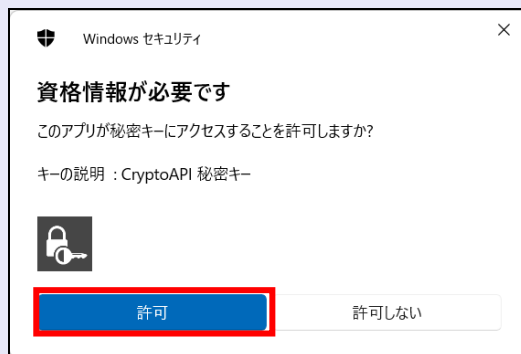 Windows セキュリティ
資格情報が必要です
このアプリが秘密キーにアクセスすることを許可しますか?
キーの説明 : CryptoAPI 秘密キー
許可
許可しない